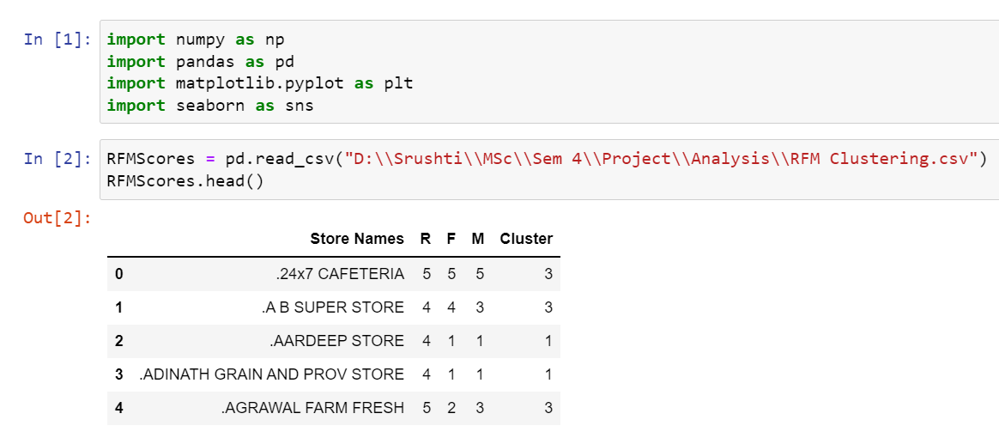 In [1]: import numpy as np
import pandas as pd
import matplotlib.pyplot as plt
import seaborn as sns
In [2]: RFMScores = pd.read_csv("D:\\Srushti\\MSc\\Sem 4\\Project\\Analysis\\RFM Clustering.csv")
RFMScores.head()
Out[2]:
Store Names R F M Cluster
0 .24x7 CAFETERIA 5 5 5 3
1 .A B SUPER STORE 4 4 3 3
2 .AARDEEP STORE 4 1 1 1
3 .ADINATH GRAIN AND PROV STORE 4 1 1 1
4 .AGRAWAL FARM FRESH 5 2 3 3